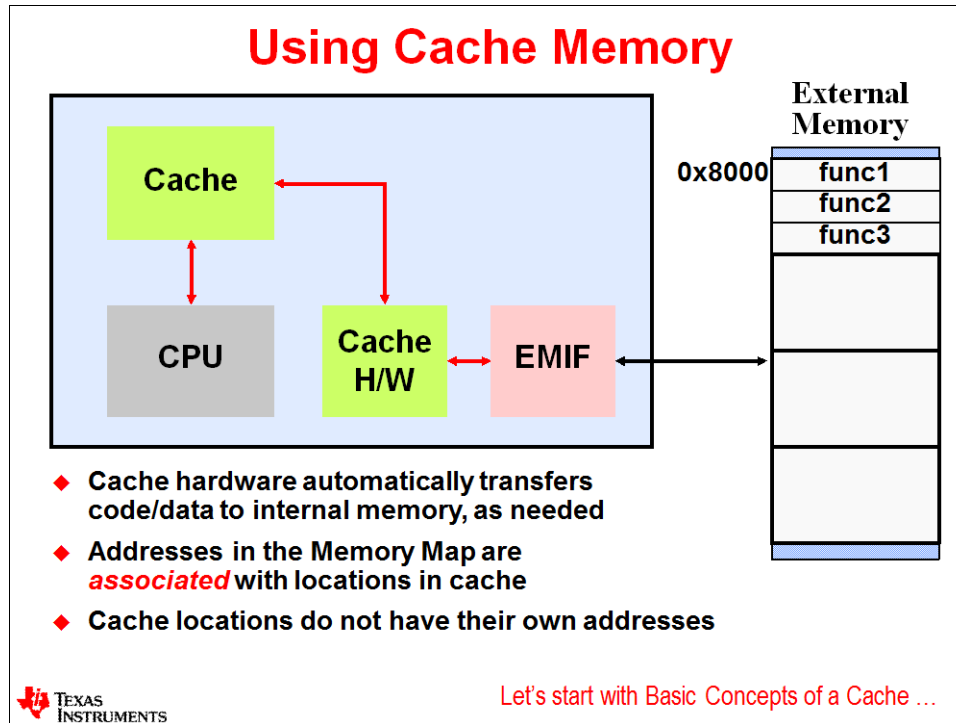 Using Cache Memory
External
Memory
Cache
0x8000
func1
func2
func3
CPU
Cache
H/W
EMIF
Cache hardware automatically transfers
code/data to internal memory, as needed
Addresses in the Memory Map are
associated with locations in cache
Cache locations do not have their own addresses
TEXAS
INSTRUMENTS
Let's start with Basic Concepts of a Cache ...